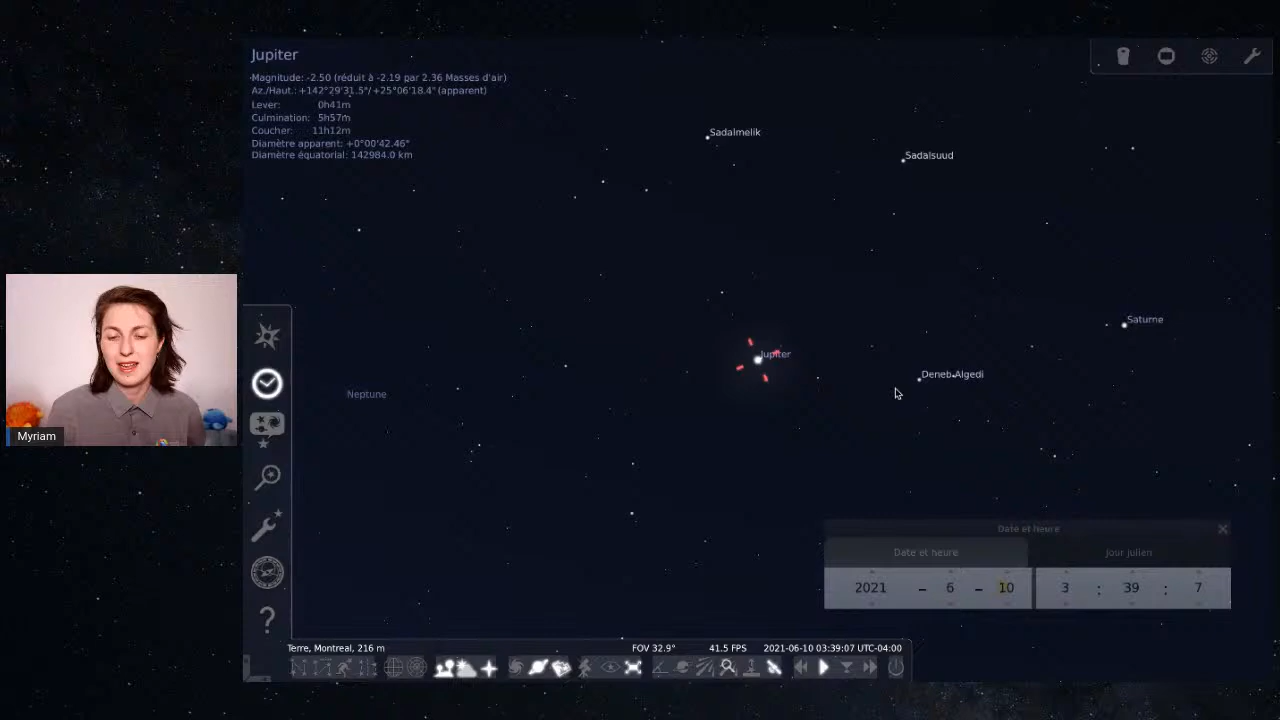 Jupiter
Magnitude: -2.50 (réduit à -2.19 par 2.36 Masses d'air)
Az./Haut.: +142°29'31.5"/+25°06'18.4" (apparent)
Lever: 0h41m
Culmination: 5h57m
Coucher: 11h12m
Diamètre apparent: +0°00'42.46"
Diamètre équatorial: 142984.0 km
Sadalmelik
Sadalsuud
Saturne
Jupiter
Deneb Algedi
Neptune
Myriam
Date et heure
Date et heure Jour julien
2021 - 6 - 10 3 : 39 : 7
Terre, Montreal, 216 m FOV 32.9° 41.5 FPS 2021-06-10 03:39:07 UTC-04:00